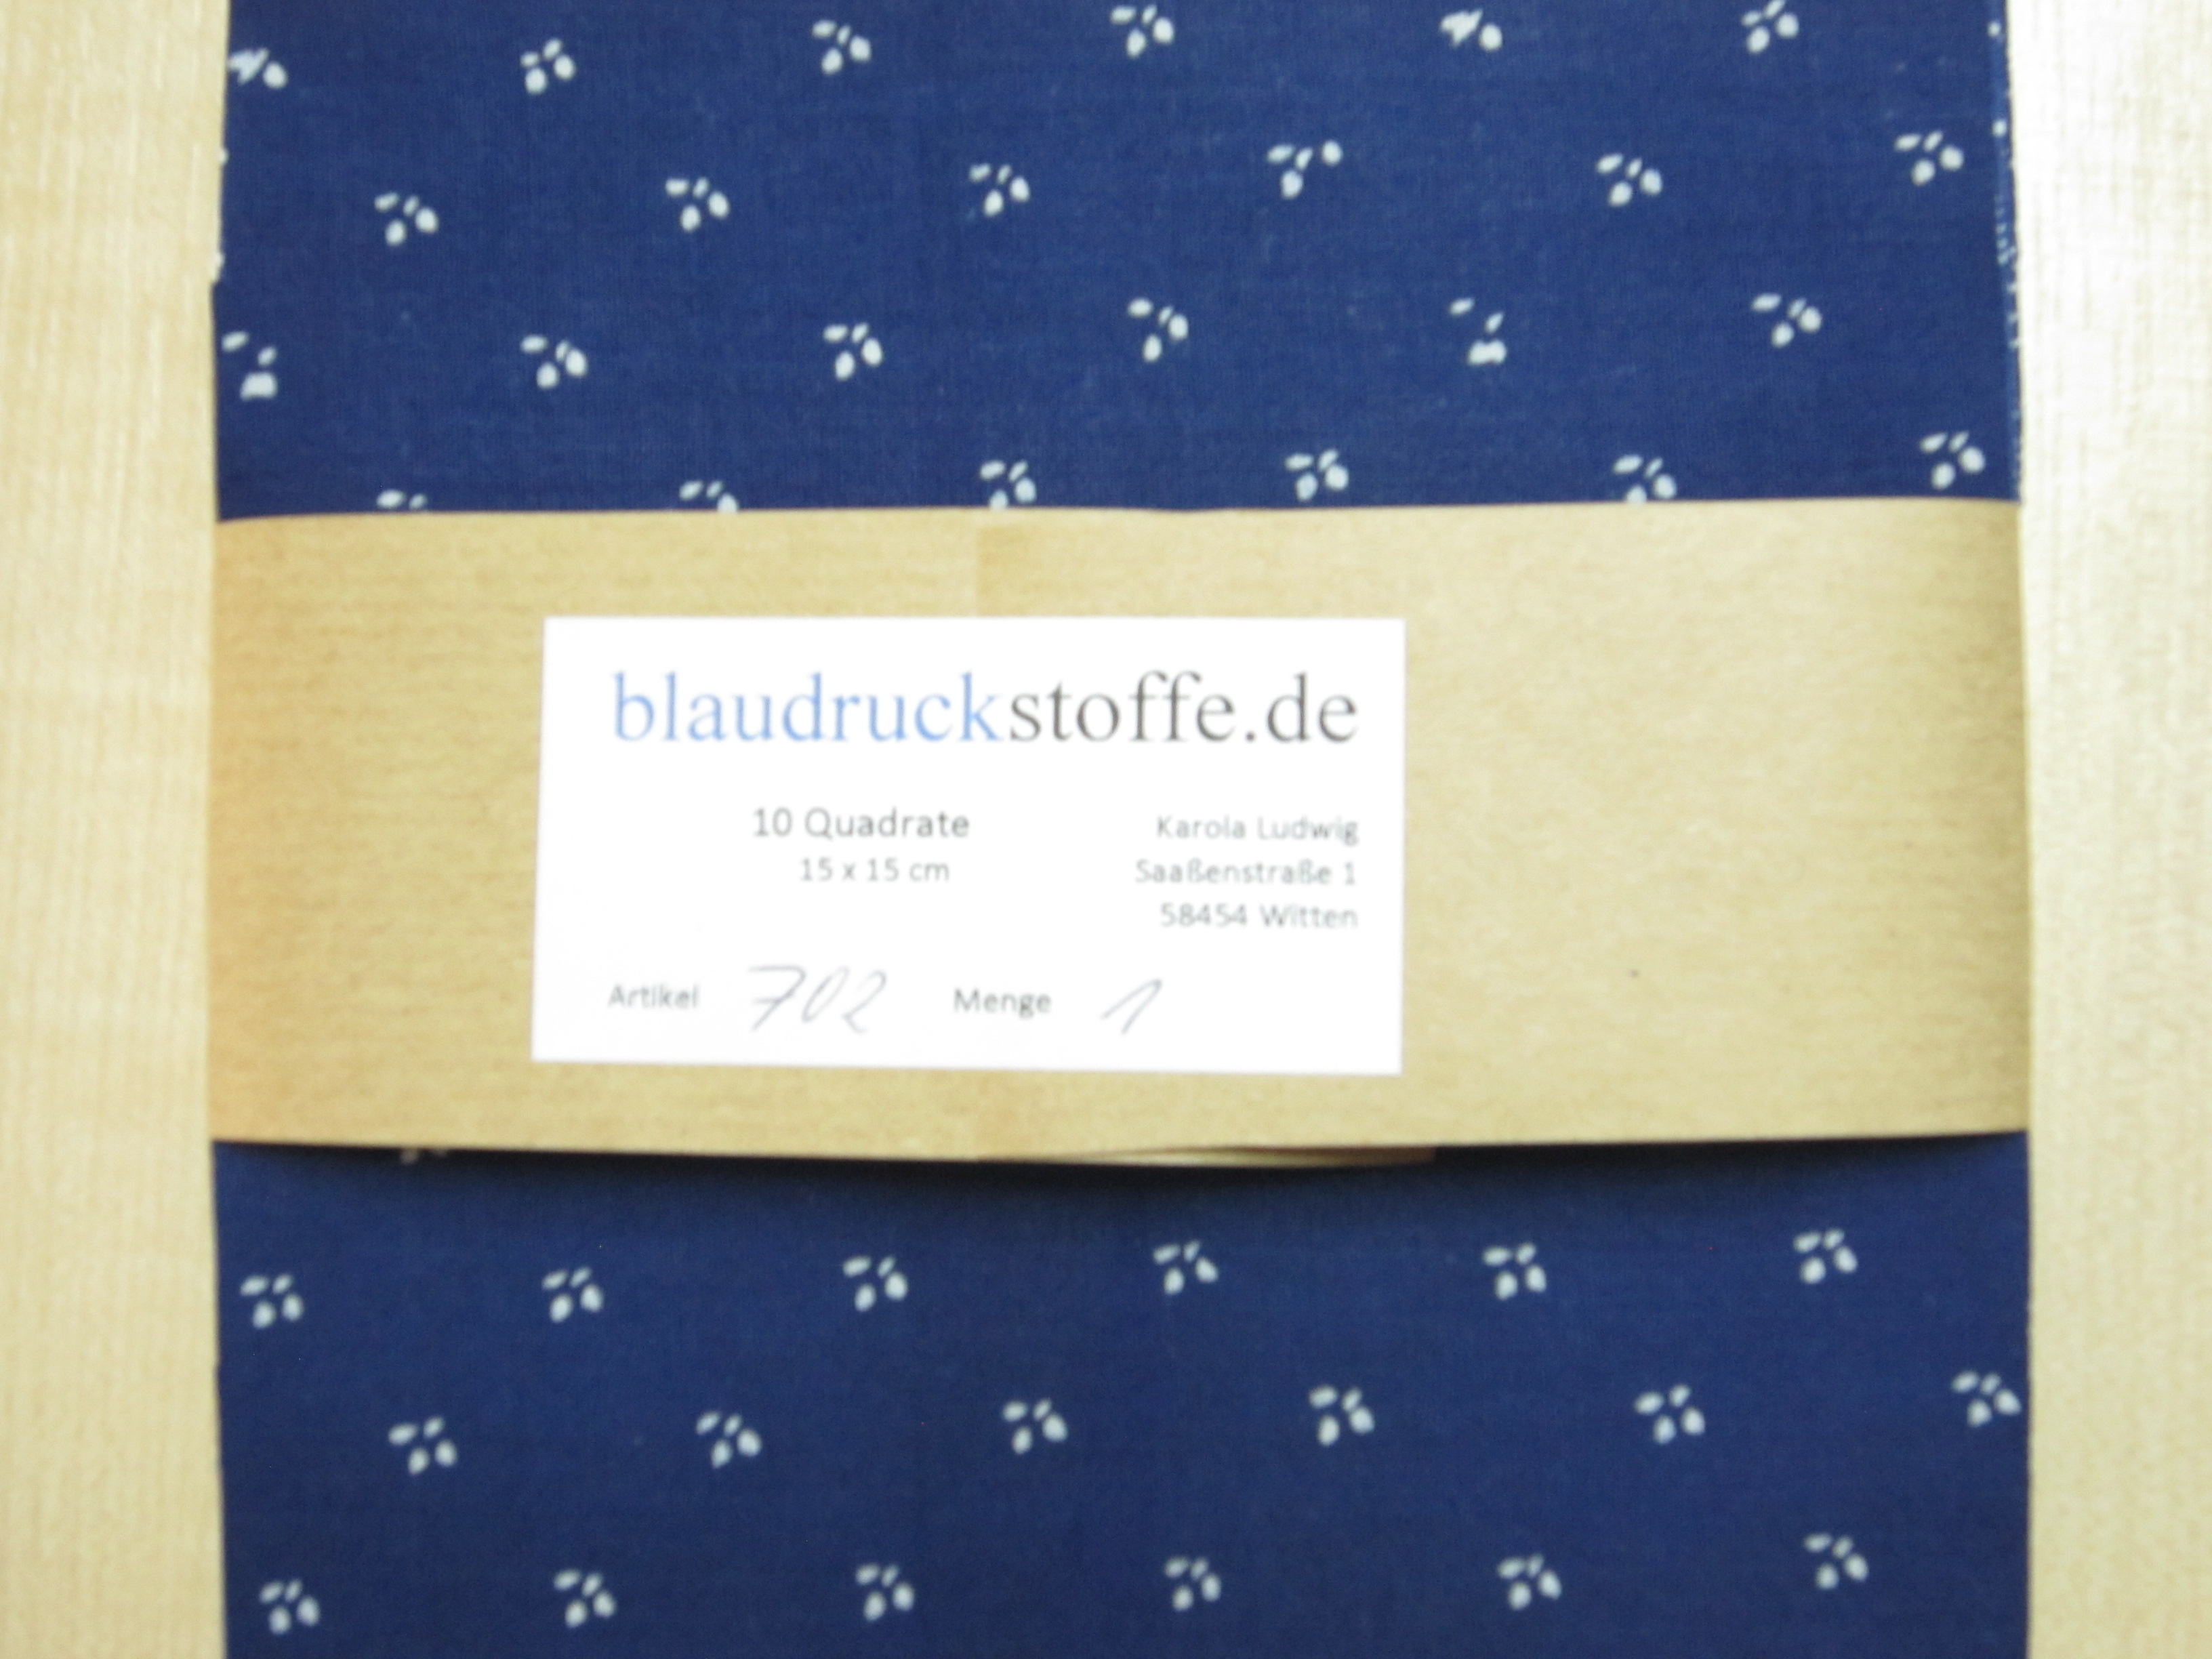 blaudruckstoffe.de
10 Quadrate
15 x 15 cm
Karola Ludwig
Saaßenstraße 1
58454 Witten
Artikel 702 Menge 1